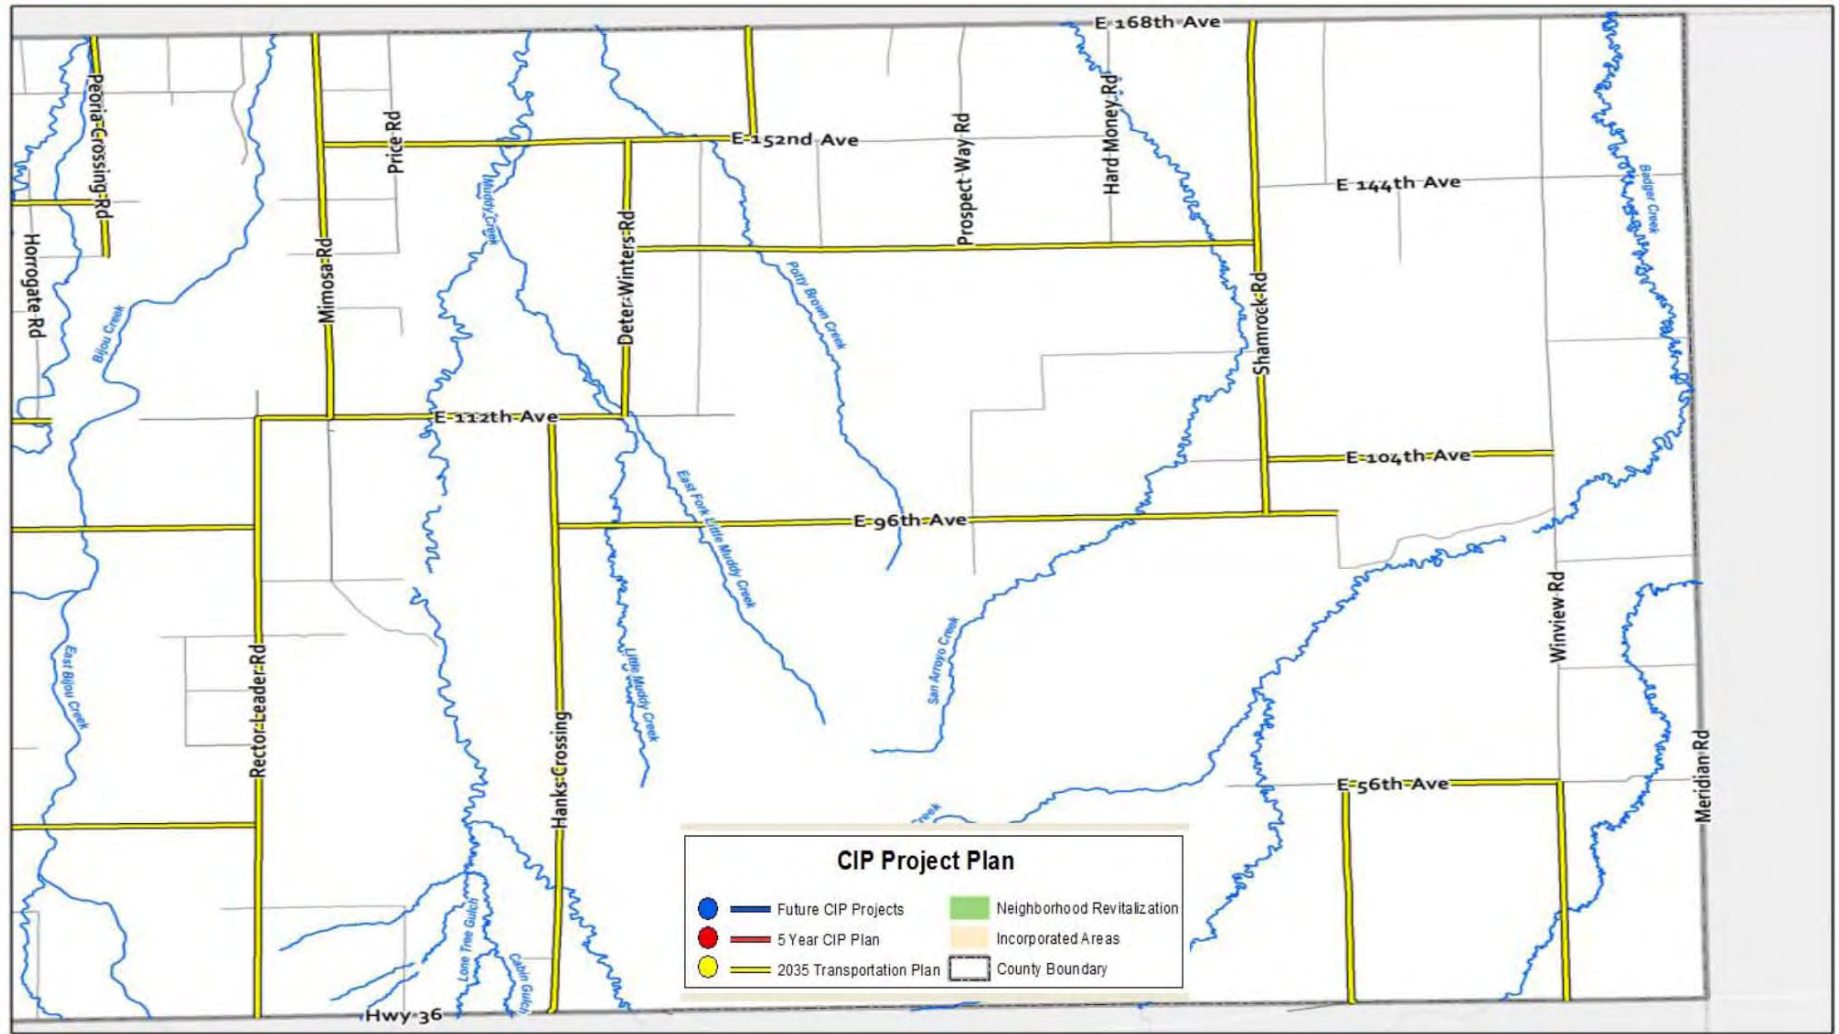 E 168th Ave
Peoria Crossing Rd
Price Rd
E 152nd Ave
Prospect Way Rd
Hard Money Rd
E 144th Ave
Badger Creek
Muddy Creek
Horrogate Rd
Mimosa Rd
Deter Winters Rd
Potty Brown Creek
Shamrock Rd
Bijou Creek
E 112th Ave
E 104th Ave
East Fork Little Muddy Creek
E 96th Ave
Winview Rd
East Bijou Creek
Rector Leader Rd
Little Muddy Creek
San Arroyo Creek
Hanks Crossing
Meridian Rd
E 56th Ave
reek
Lone Tree Gulch
Cabin Gulch
Hwy 36
CIP Project Plan
Future CIP Projects
5 Year CIP Plan
2035 Transportation Plan
Neighborhood Revitalization
Incorporated Areas
County Boundary